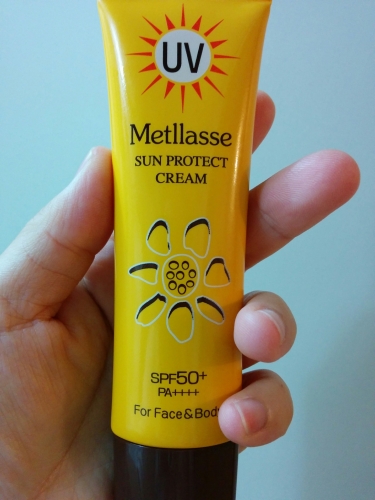 UV
Metllasse
SUN PROTECT
CREAM
SPF50+
PA++++
For Face & Body